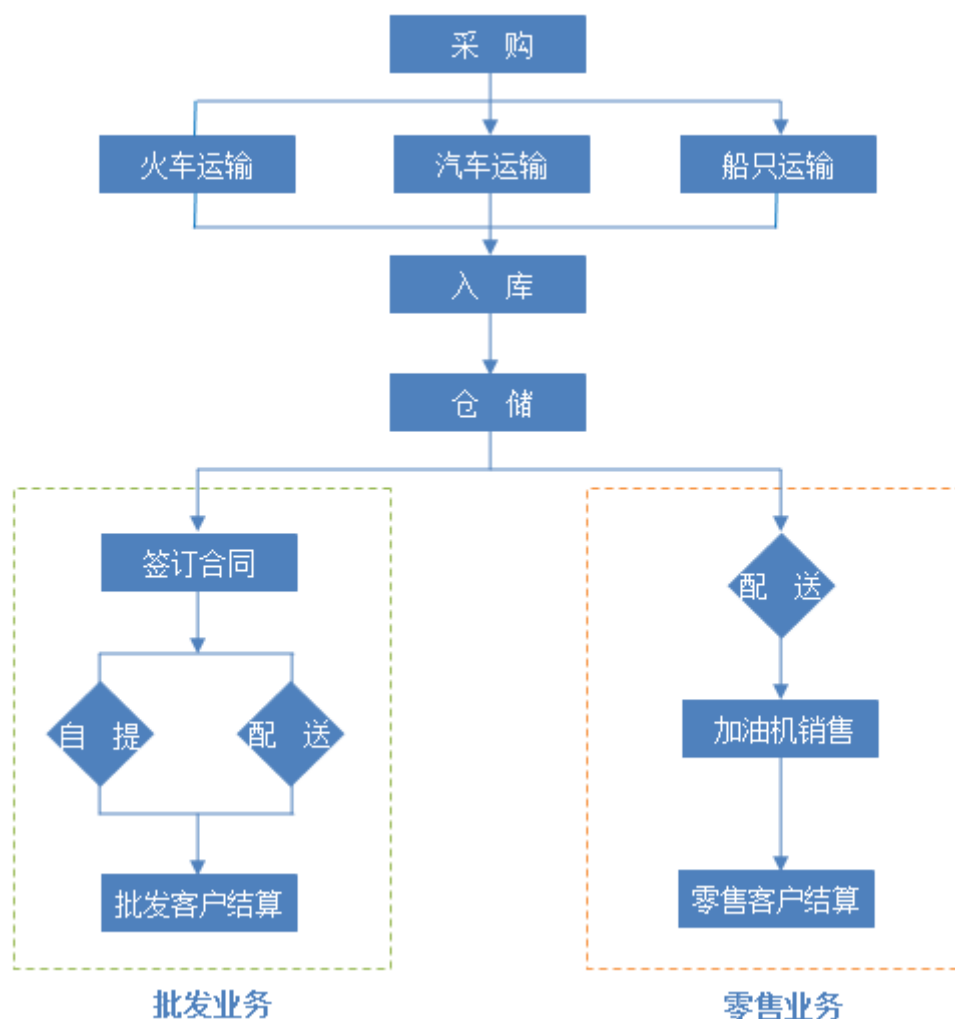 采 购
火车运输
汽车运输
船只运输
入 库
仓 储
签订合同
自 提
配 送
批发客户结算
批发业务
配 送
加油机销售
零售客户结算
零售业务